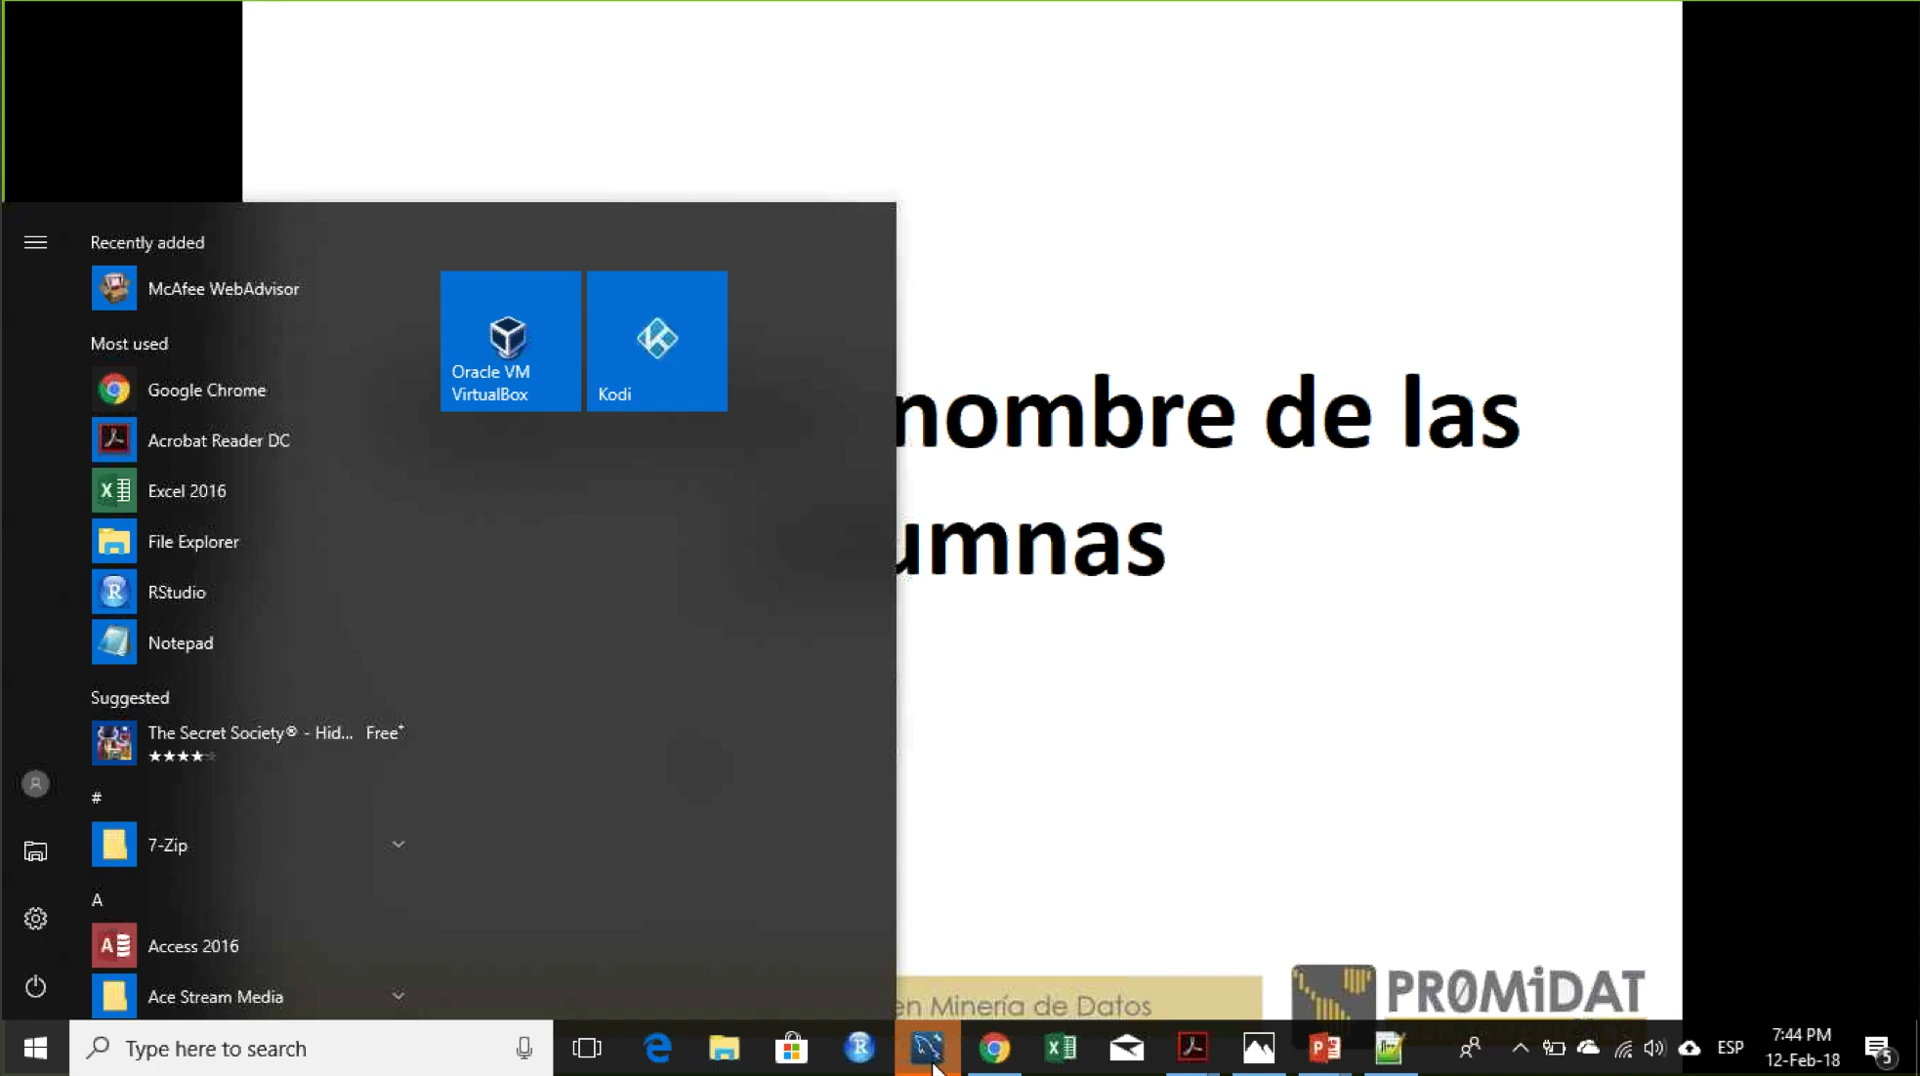 Recently added
McAfee WebAdvisor
Most used
Google Chrome
Acrobat Reader DC
Excel 2016
File Explorer
RStudio
Notepad
Suggested
The Secret Society® - Hid... Free*
#
7-Zip
A
Access 2016
Ace Stream Media
Oracle VM
VirtualBox
Kodi
nombre de las
umnas
en Minería de Datos
PR0MiDAT
Type here to search
ESP
7:44 PM
12-Feb-18
5